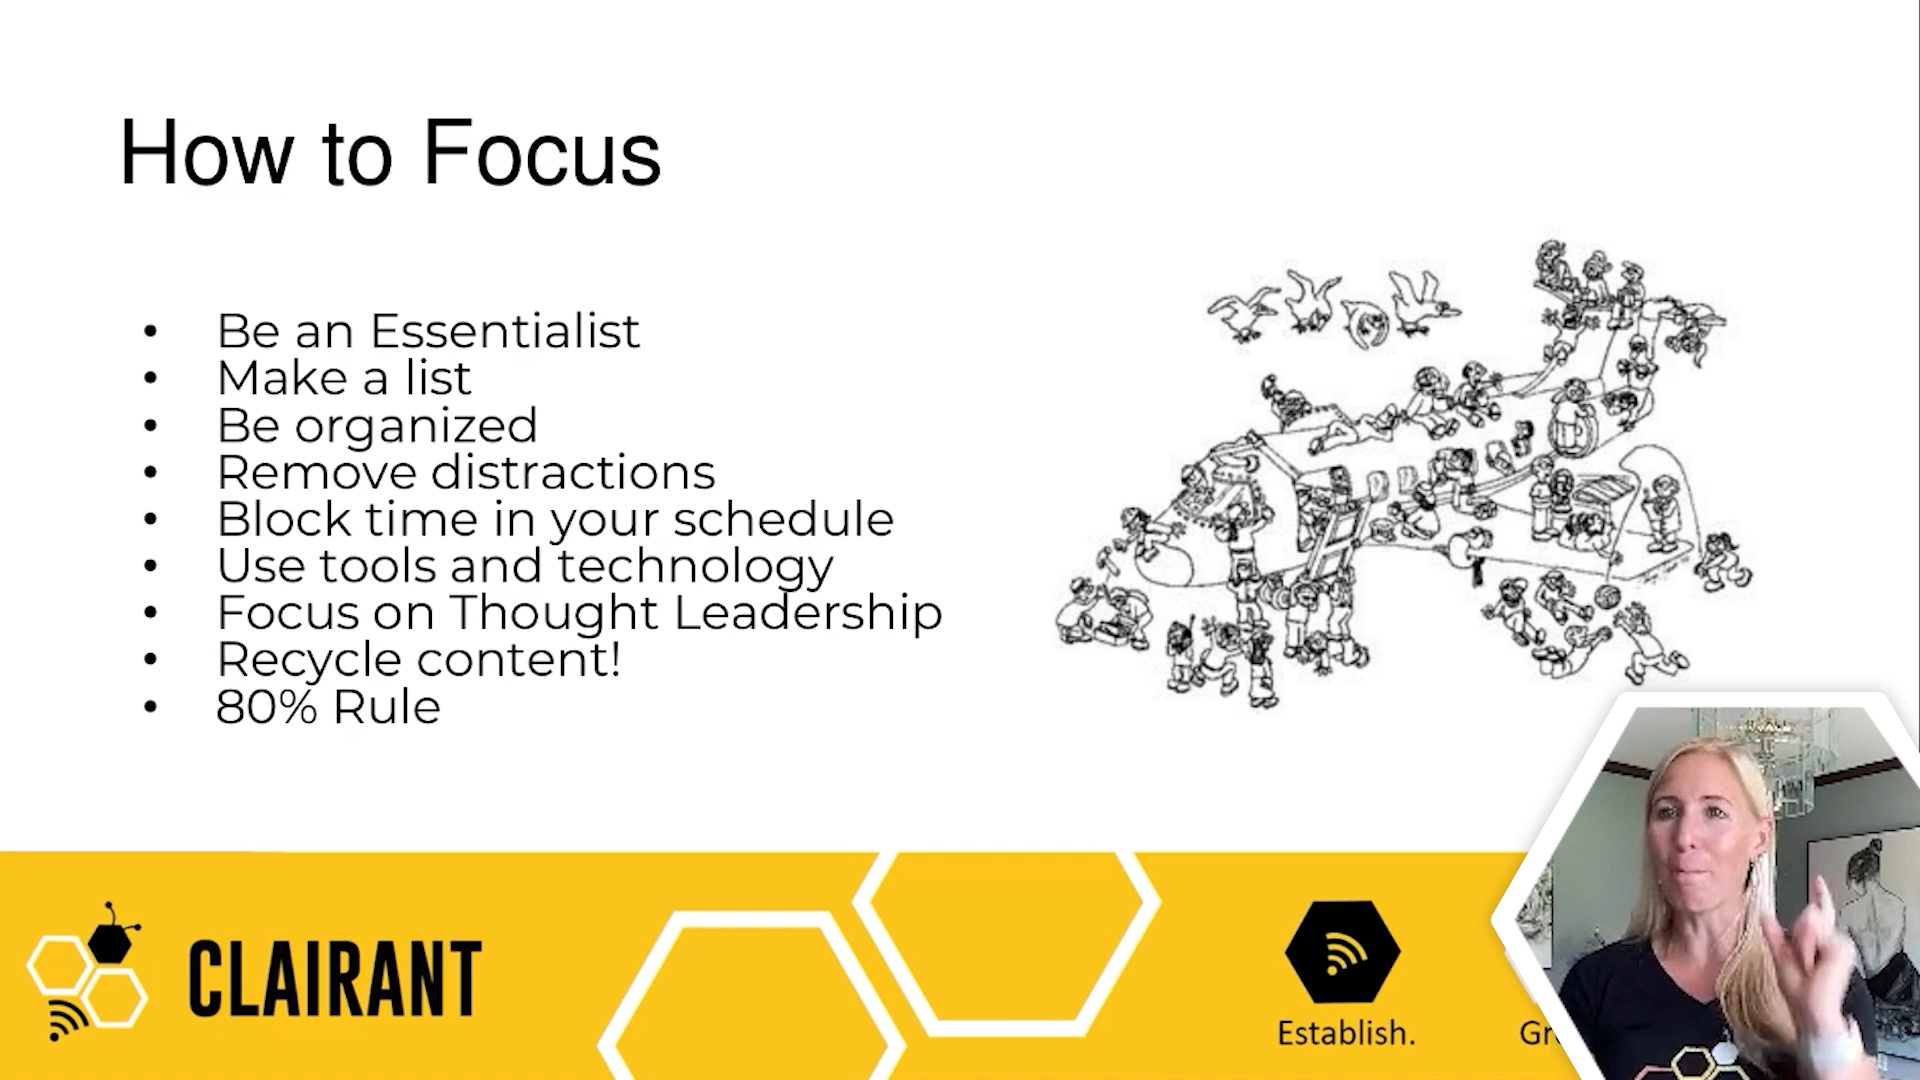 How to Focus
• Be an Essentialist
• Make a list
• Be organized
• Remove distractions
• Block time in your schedule
• Use tools and technology
• Focus on Thought Leadership
• Recycle content!
• 80% Rule
CLAIRANT
Establish.